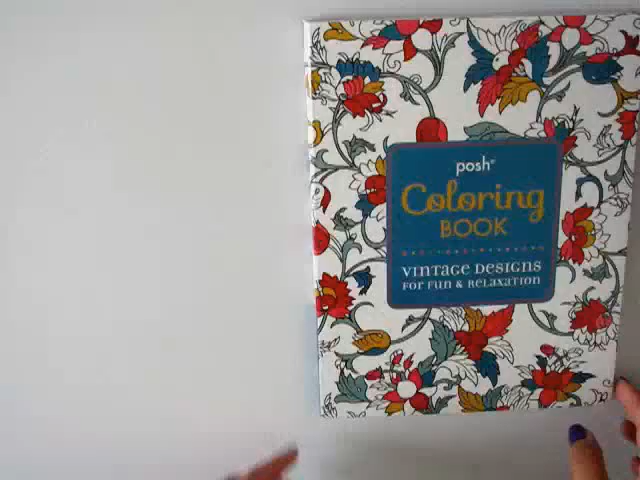 posh®
Coloring
BOOK
VINTAGE DESIGNS
FOR FUN & RELAXATION